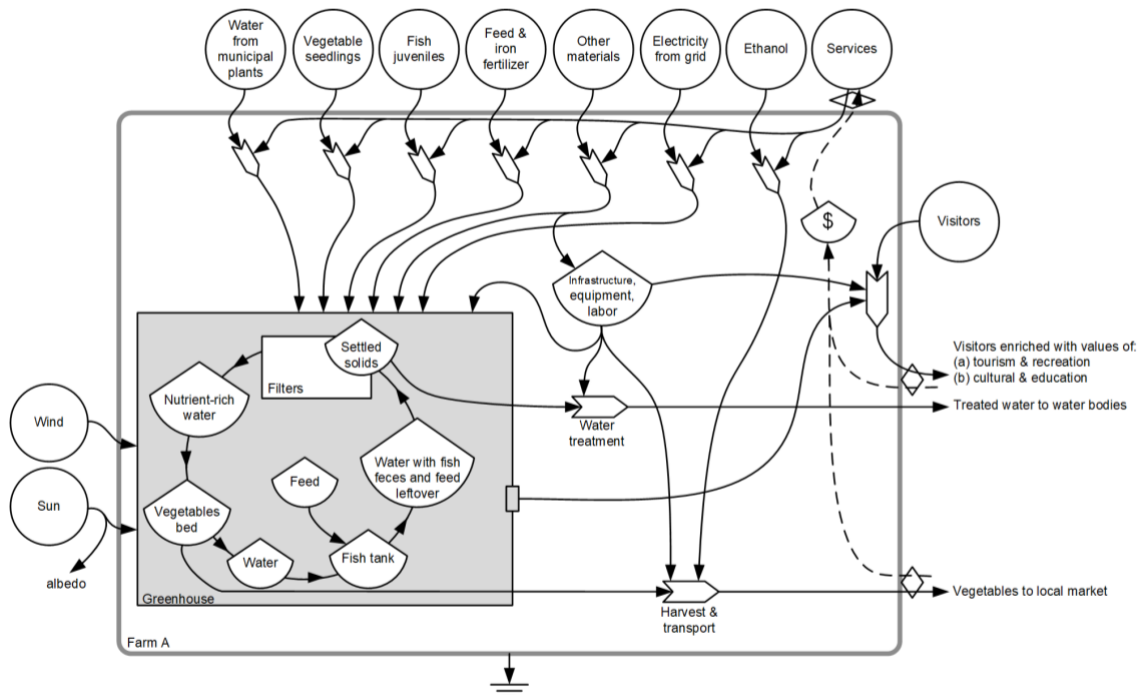 Water
from
municipal
plants
Vegetable
seedlings
Fish
juveniles
Feed &
iron
fertilizer
Other
materials
Electricity
from grid
Ethanol
Services
$
Visitors
Infrastructure,
equipment,
labor
Settled
solids
Filters
Nutrient-rich
water
Visitors enriched with values of:
(a) tourism & recreation
(b) cultural & education
Treated water to water bodies
Water
treatment
Wind
Water with fish
feces and feed
leftover
Feed
Sun
Vegetables
bed
Water
Fish tank
albedo
Greenhouse
Harvest &
transport
Vegetables to local market
Farm A